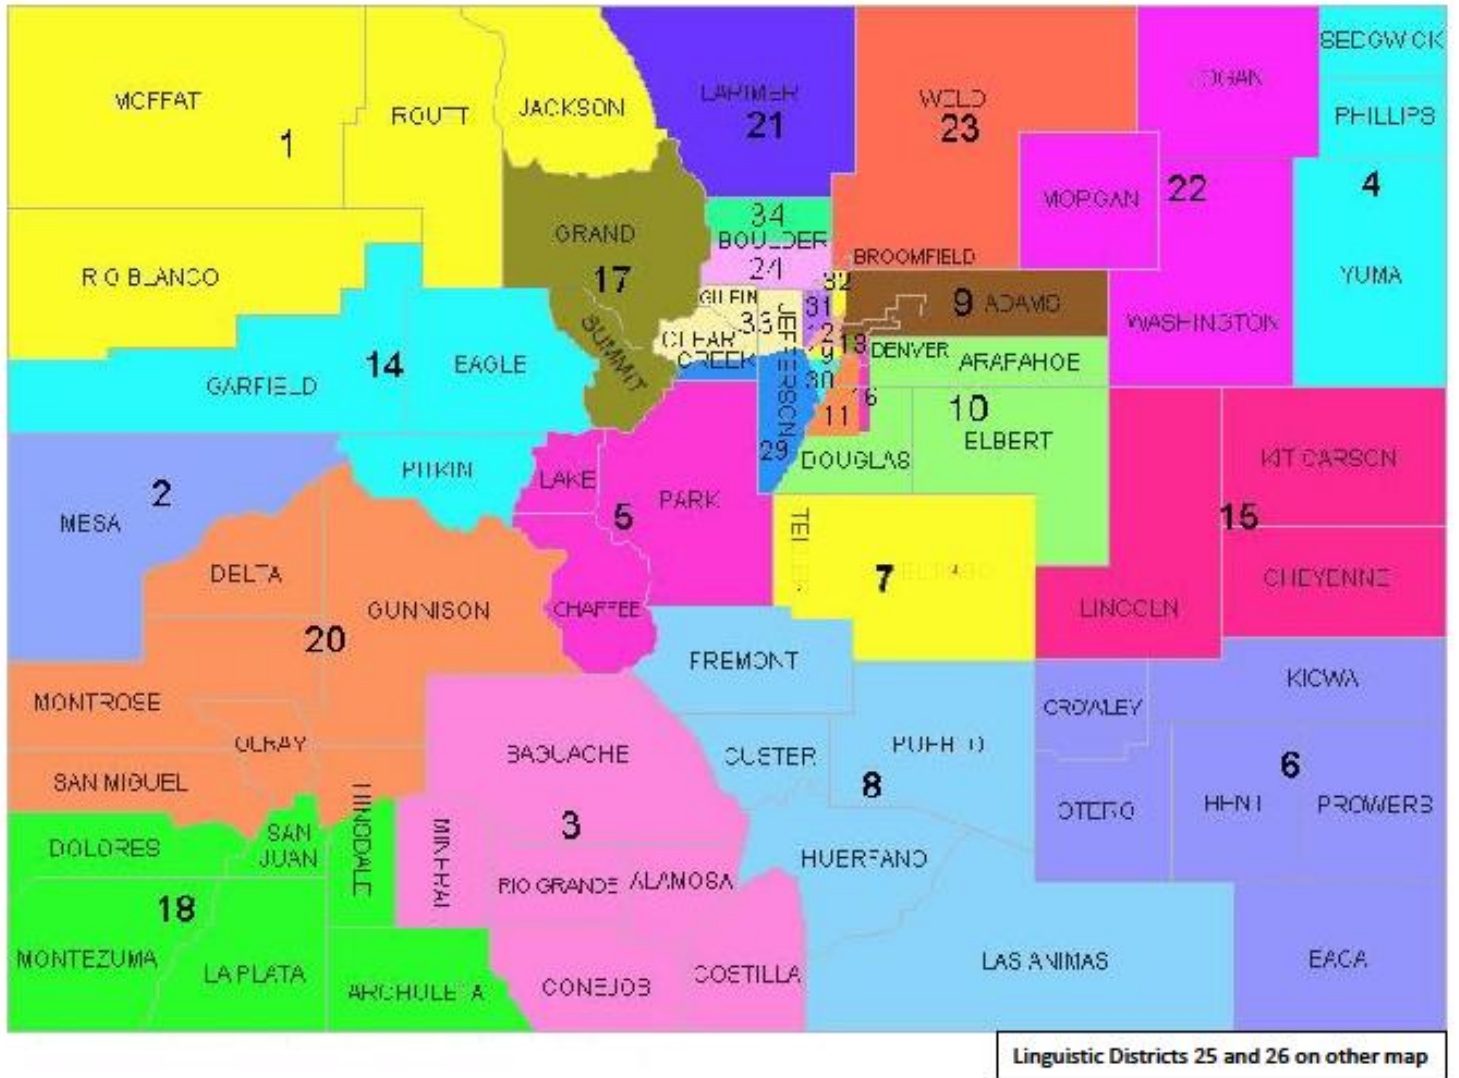 SEDGWICK
LOGAN
LARIMER
WELD
MOFFAT
ROUTT
JACKSON
PHILLIPS
21
23
1
22
4
MORGAN
34
GRAND
BOULDER
BROOMFIELD
24
17
RIO BLANCO
YUMA
32
GILPIN
31
9
ADAMS
33
WASHINGTON
CLEAR
CREEK
JEFFERSON
12
13
DENVER
SUMMIT
19
ARAPAHOE
14
EAGLE
GARFIELD
30
16
10
11
ELBERT
29
DOUGLAS
KIT CARSON
PITKIN
LAKE
2
MESA
5
PARK
TELLER
15
DELTA
7
CHEYENNE
GUNNISON
CHAFFEE
LINCOLN
20
FREMONT
KIOWA
MONTROSE
CROWLEY
OURAY
SAGUACHE
CUSTER
PUEBLO
SAN MIGUEL
8
6
HINSDALE
MINERAL
3
OTERO
BENT
PROWERS
DOLORES
SAN
JUAN
HUERFANO
RIO GRANDE
ALAMOSA
18
MONTEZUMA
LA PLATA
ARCHULETA
CONEJOS
COSTILLA
LAS ANIMAS
BACA
Linguistic Districts 25 and 26 on other map